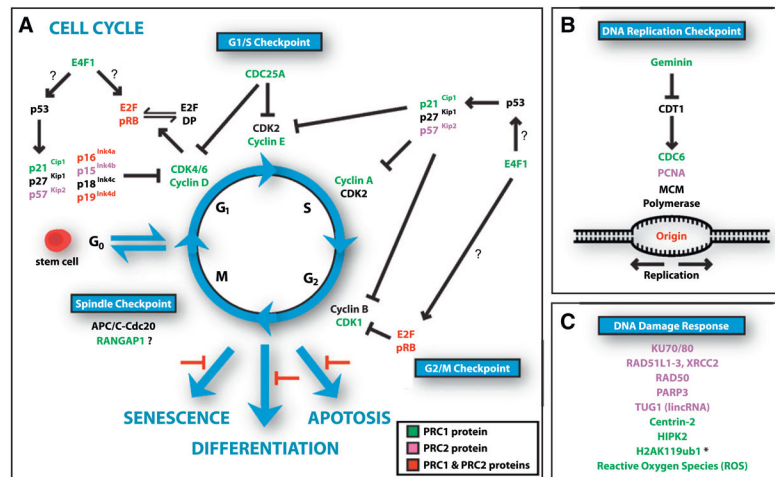 A
CELL CYCLE
G1/S Checkpoint
E4F1
?
?
CDC25A
p53
E2F
pRB
E2F
DP
CDK2
Cyclin E
p21 Cip1
p27 Kip1
p57 Kip2
p53
p21 Cip1
p27 Kip1
p57 Kip2
p16 Ink4a
p15 Ink4b
p18 Ink4c
p19 Ink4d
CDK4/6
Cyclin D
Cyclin A
CDK2
?
E4F1
G1
S
G0
stem cell
M
G2
?
Spindle Checkpoint
APC/C-Cdc20
RANGAP1 ?
Cyclin B
CDK1
E2F
pRB
G2/M Checkpoint
SENESCENCE
APOTOSIS
DIFFERENTIATION
PRC1 protein
PRC2 protein
PRC1 & PRC2 proteins
B
DNA Replication Checkpoint
Geminin
CDT1
CDC6
PCNA
MCM
Polymerase
Origin
Replication
C
DNA Damage Response
KU70/80
RAD51L1-3, XRCC2
RAD50
PARP3
TUG1 (lincRNA)
Centrin-2
HIPK2
H2AK119ub1 *
Reactive Oxygen Species (ROS)